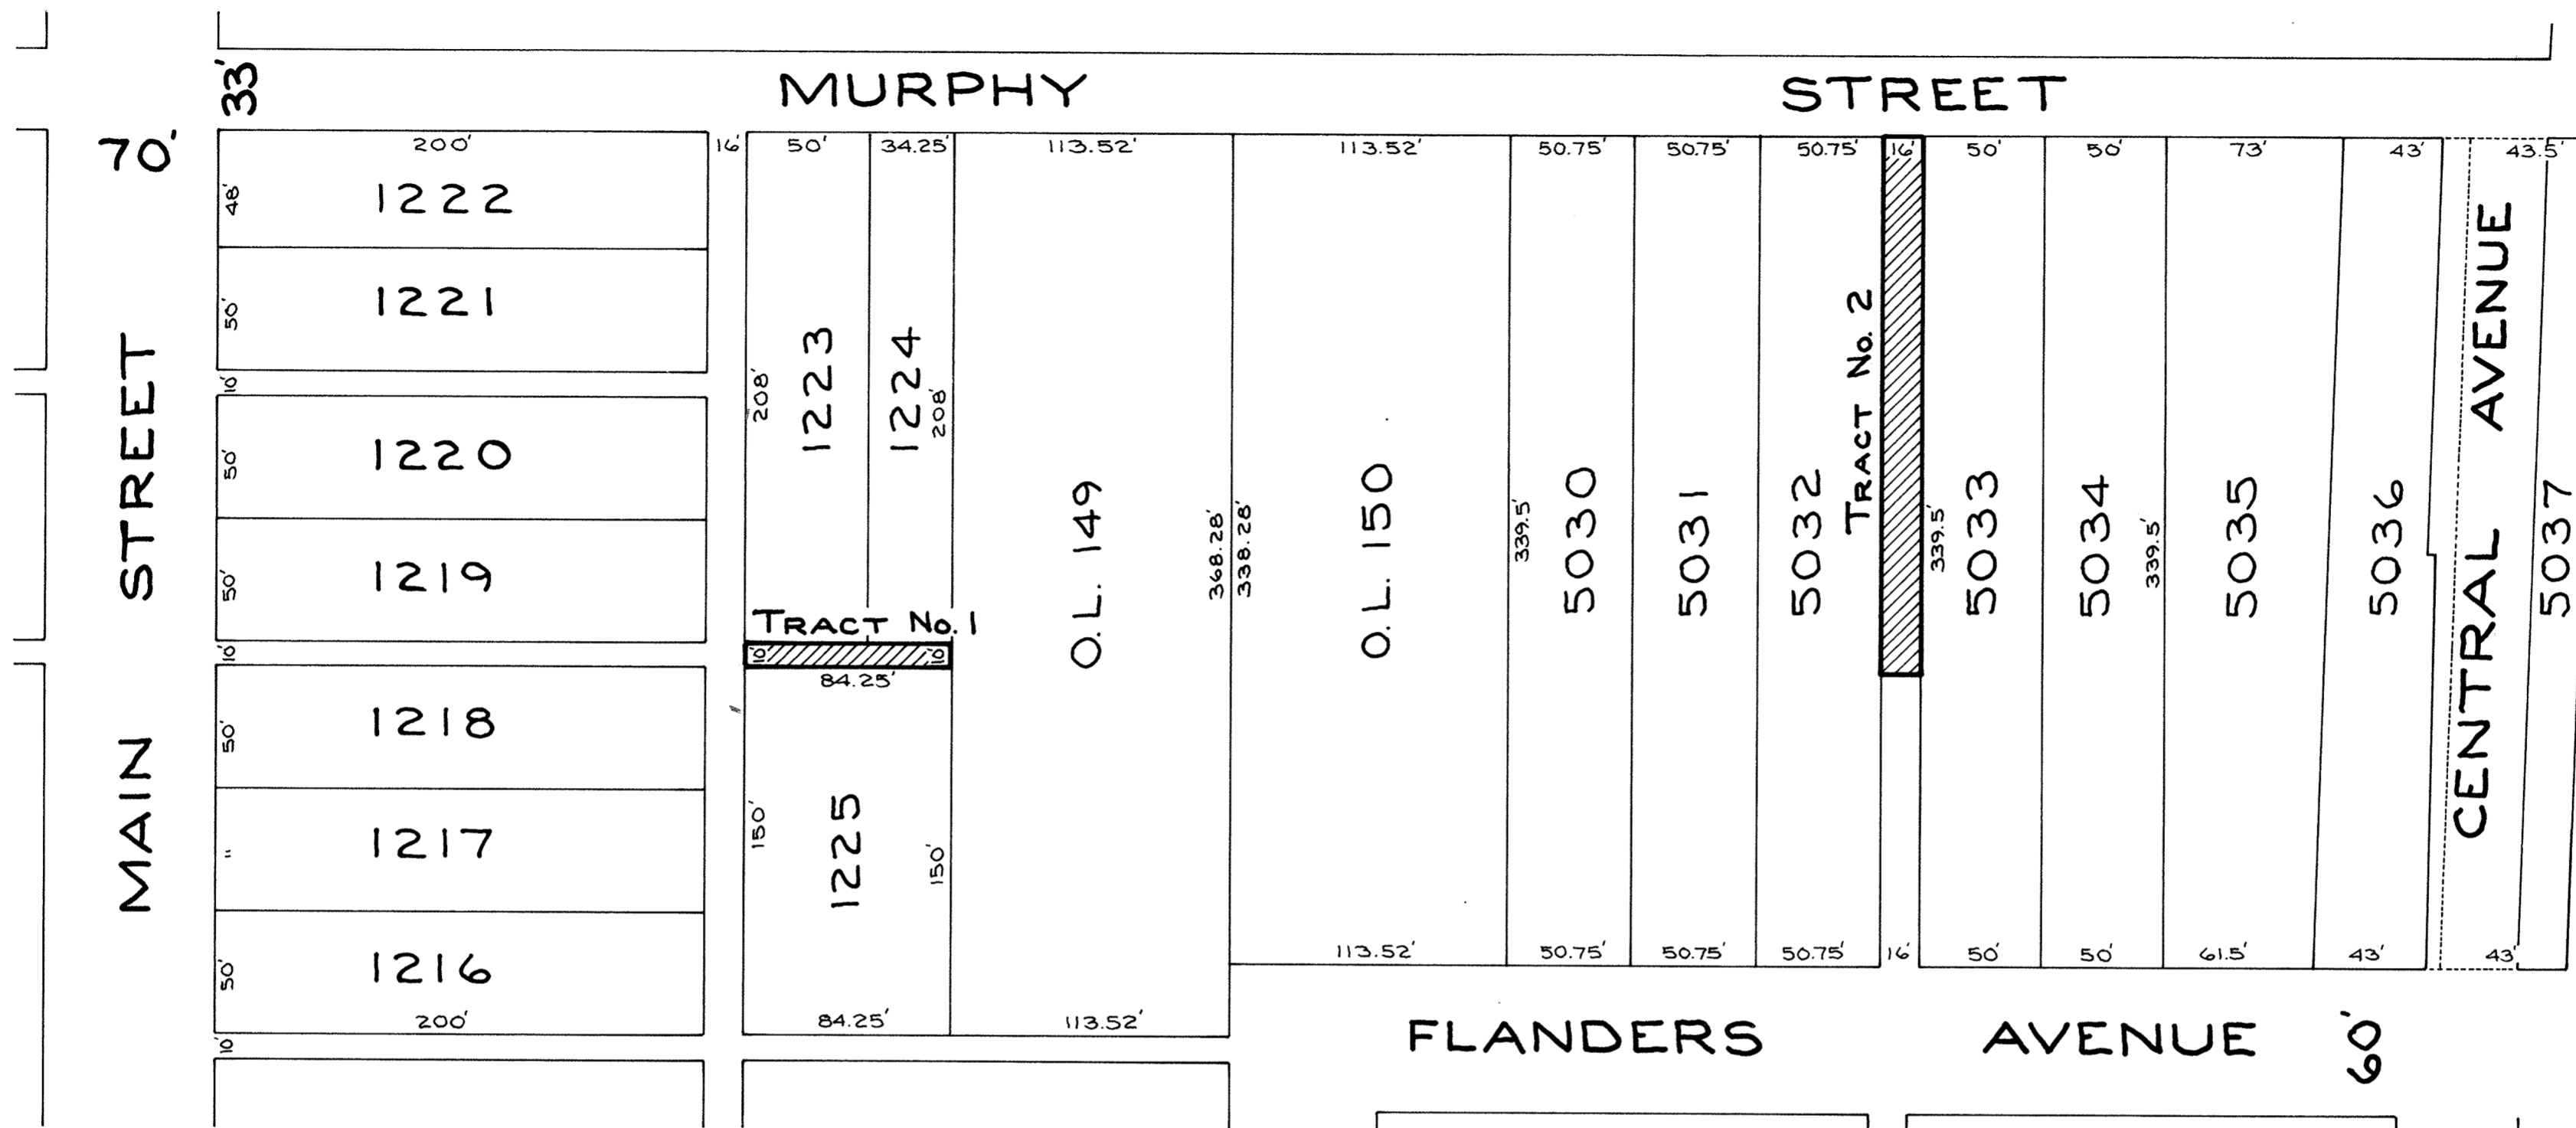 33'
MURPHY STREET
70'
200' 16' 50' 34.25' 113.52' 113.52' 50.75' 50.75' 50.75' 16' 50' 50' 73' 43' 43.5'
48' 1222
50' 1221
10'
50' 1220
50' 1219
10'
50' 1218
" 1217
50' 1216
200'
10'
MAIN STREET
208' 1223
1224 208'
TRACT No. 1
10' 10'
84.25'
150' 1225 150'
84.25'
O.L. 149
368.28'
113.52'
338.28'
O.L. 150
339.5' 5030
5031
5032
TRACT No. 2
339.5' 5033
5034 339.5'
5035
5036
CENTRAL AVENUE
5037
113.52' 50.75' 50.75' 50.75' 16' 50' 50' 61.5' 43' 43'
FLANDERS AVENUE 60'